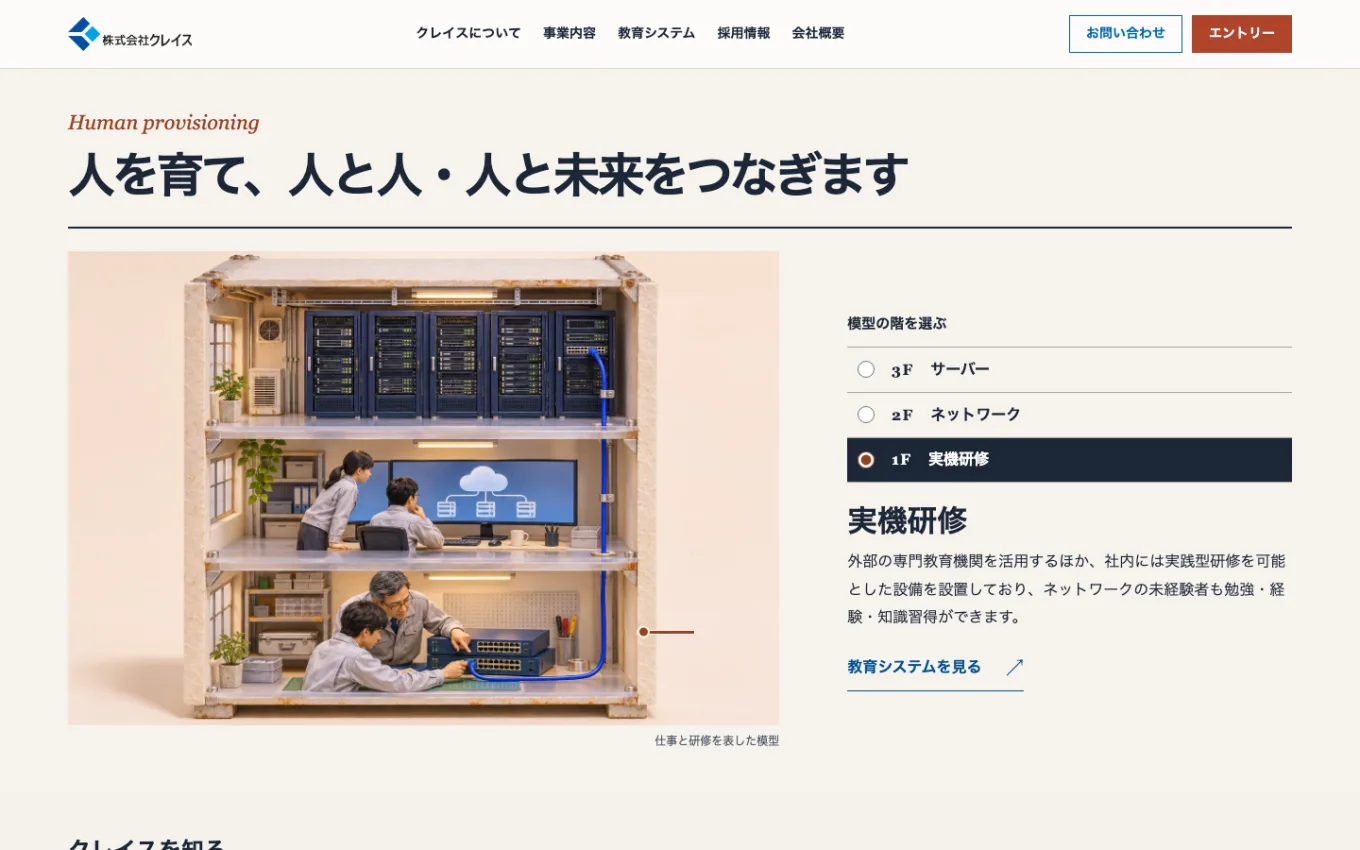 株式会社クレイス
クレイスについて
事業内容
教育システム
採用情報
会社概要
お問い合わせ
エントリー
Human provisioning
人を育て、人と人・人と未来をつなぎます
模型の階を選ぶ
3F サーバー
2F ネットワーク
1F 実機研修
実機研修
外部の専門教育機関を活用するほか、社内には実践型研修を可能
とした設備を設置しており、ネットワークの未経験者も勉強・経
験・知識習得ができます。
教育システムを見る
仕事と研修を表した模型
クレイスを知る